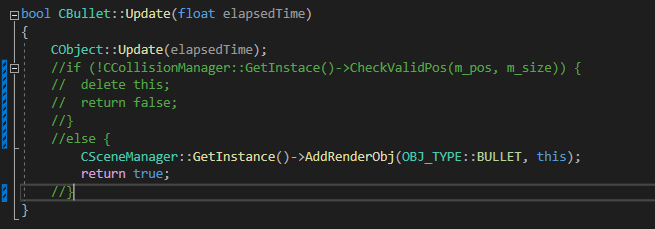 bool CBullet::Update(float elapsedTime)
{
    CObject::Update(elapsedTime);
    //if (!CCollisionManager::GetInstace()->CheckValidPos(m_pos, m_size)) {
    //  delete this;
    //  return false;
    //}
    //else {
        CSceneManager::GetInstance()->AddRenderObj(OBJ_TYPE::BULLET, this);
        return true;
    //}
}